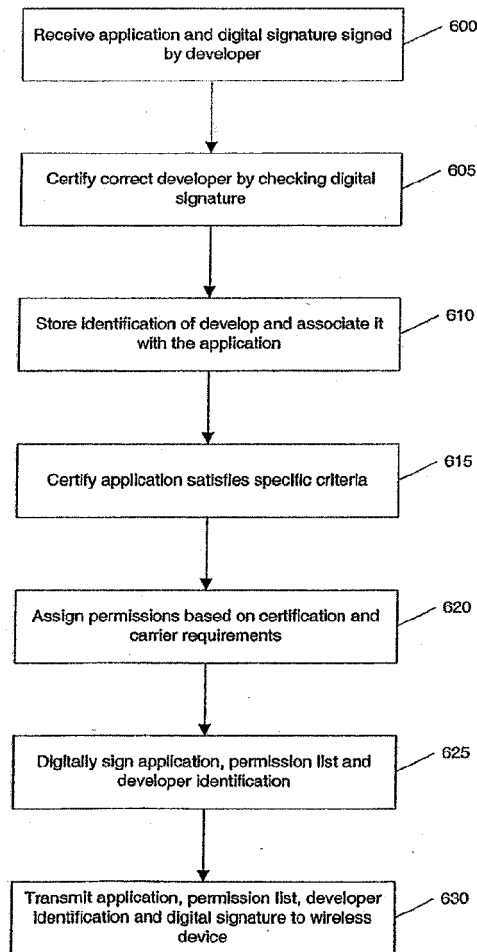 Receive application and digital signature signed
by developer
600
Certify correct developer by checking digital
signature
605
Store identification of develop and associate it
with the application
610
Certify application satisfies specific criteria
615
Assign permissions based on certification and
carrier requirements
620
Digitally sign application, permission list and
developer identification
625
Transmit application, permission list, developer
identification and digital signature to wireless
device
630